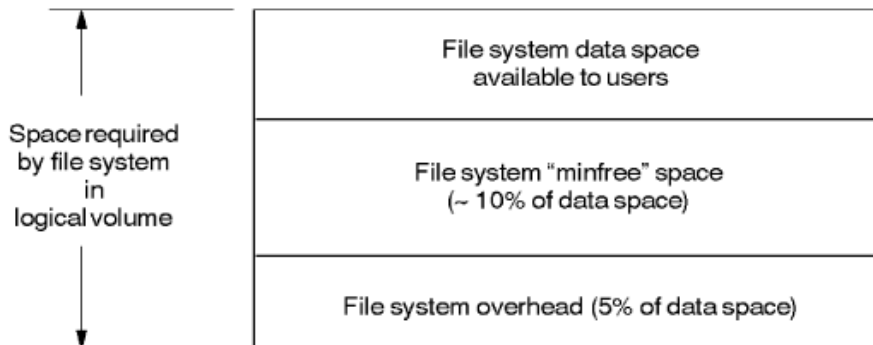 Space required
by file system
in
logical volume
File system data space
available to users
File system “minfree” space
(~ 10% of data space)
File system overhead (5% of data space)